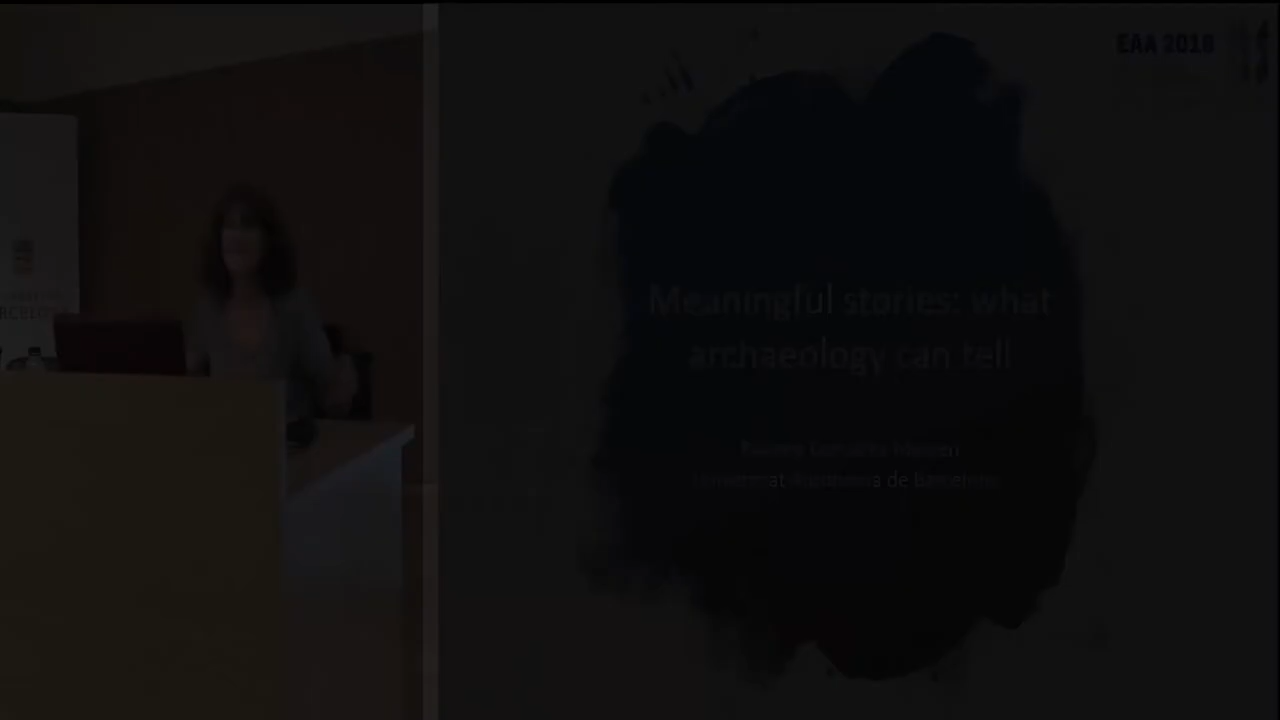 EAA 2018
Meaningful stories: what
archaeology can tell
Universitat Autònoma de Barcelona